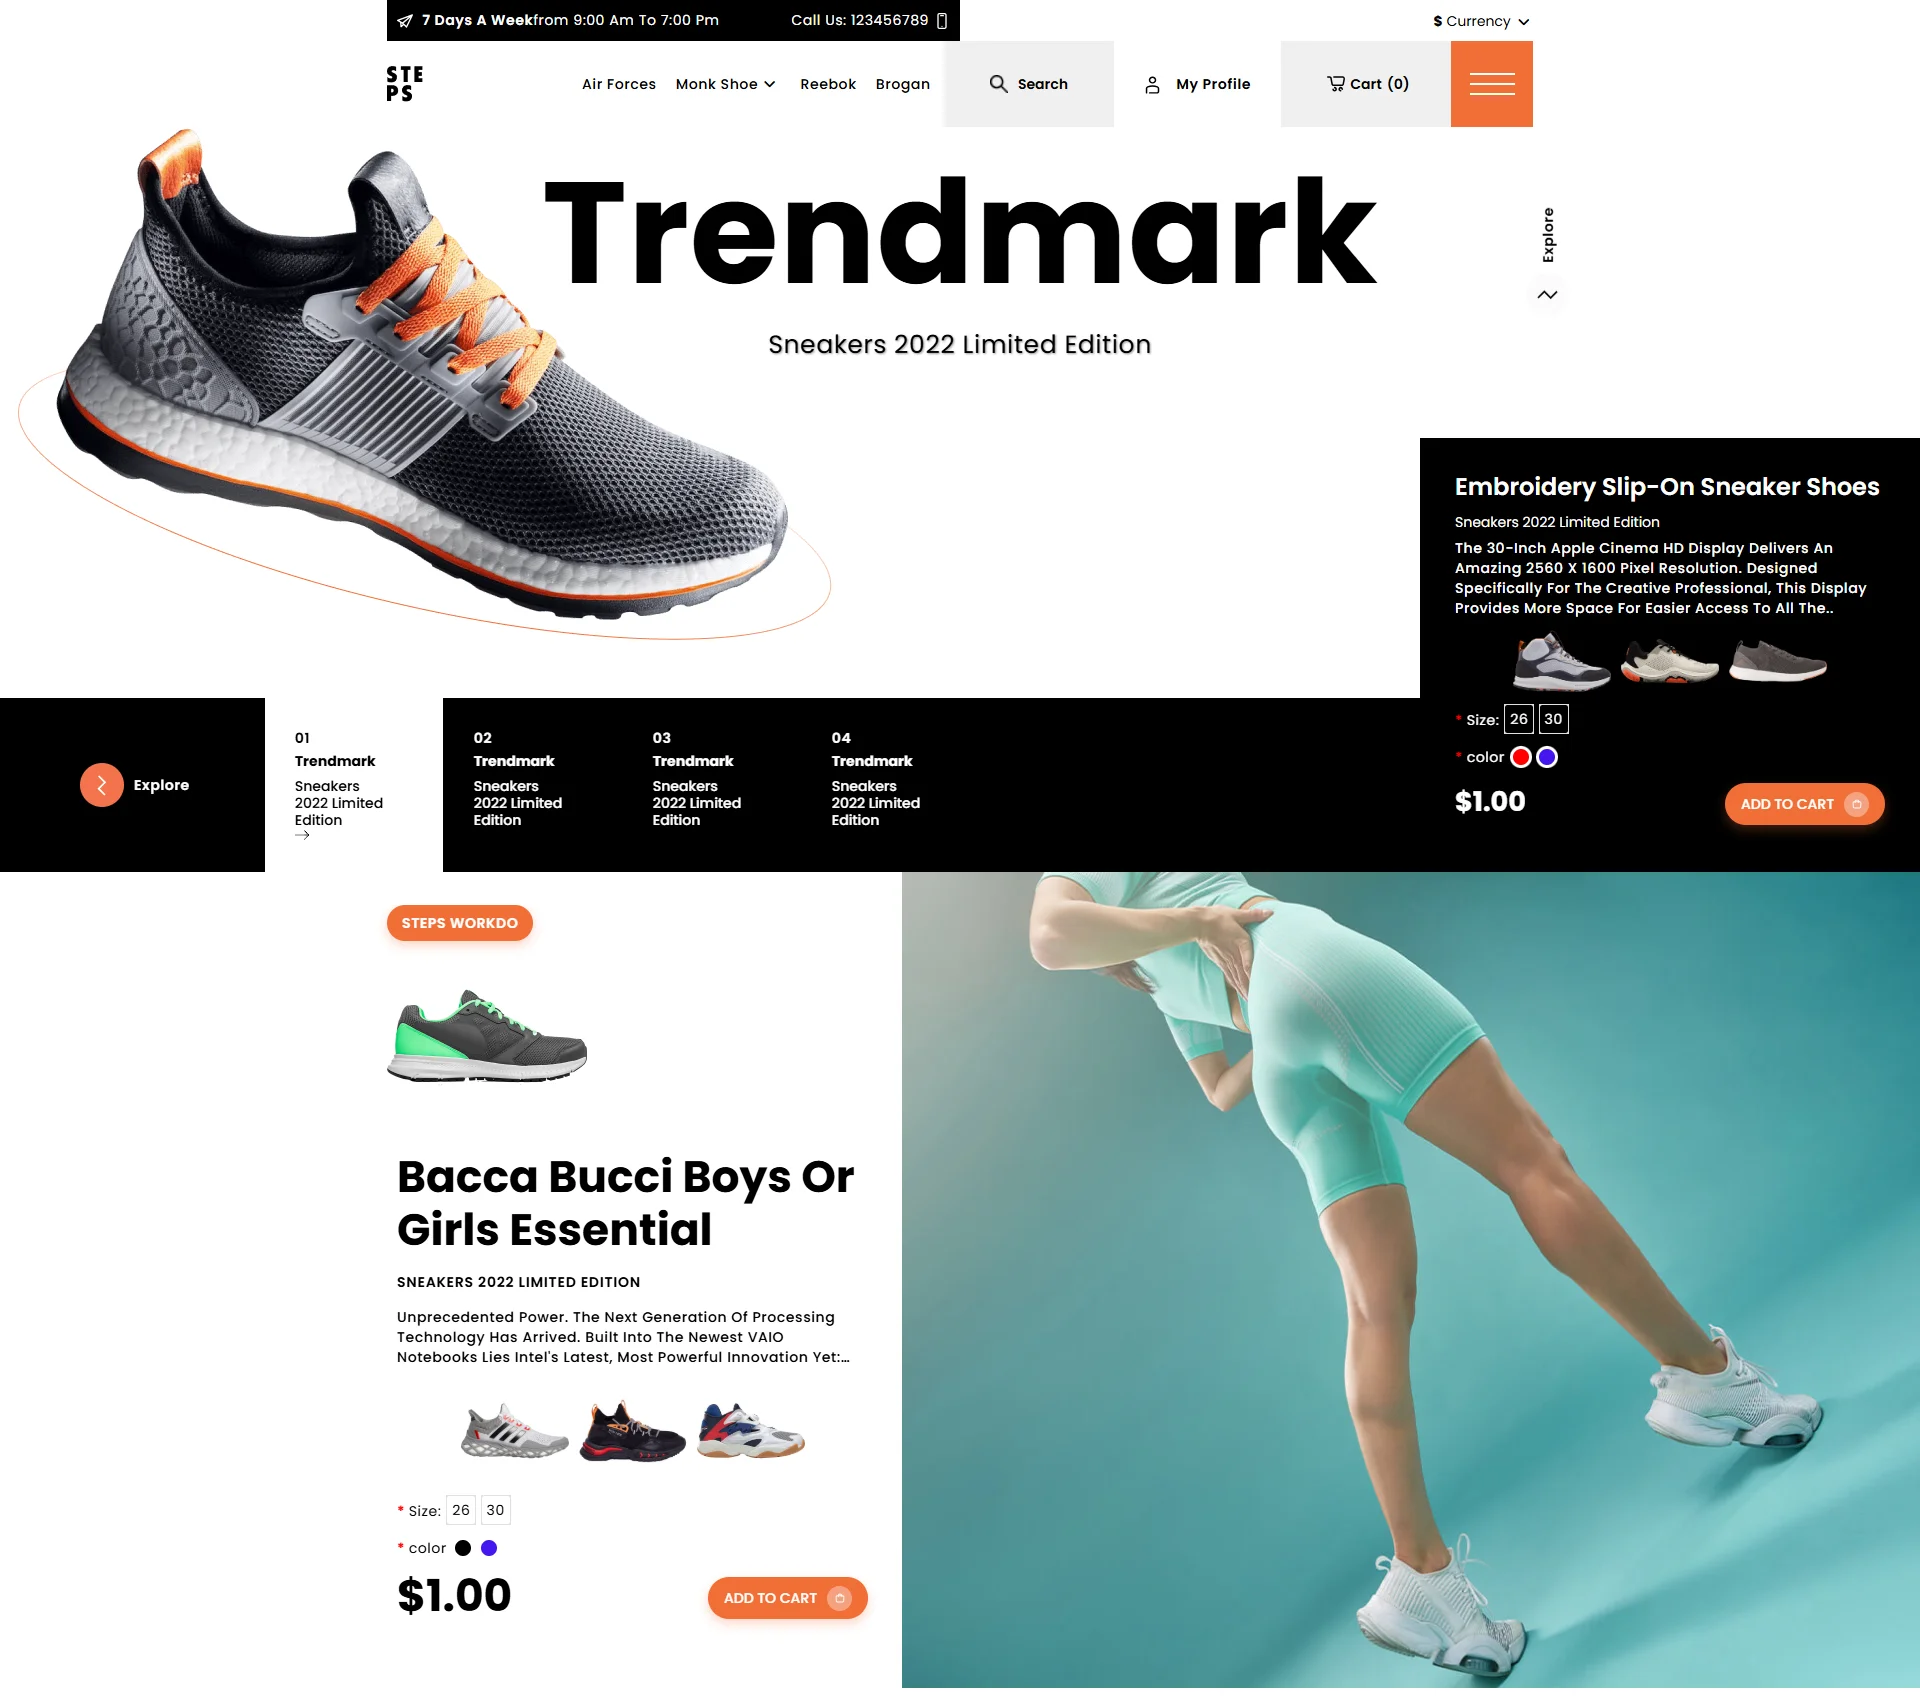 7 Days A Weekfrom 9:00 Am To 7:00 Pm
Call Us: 123456789
$ Currency
STE
PS
Air Forces
Monk Shoe
Reebok
Brogan
Search
My Profile
Cart (0)
Trendmark
Sneakers 2022 Limited Edition
Explore
Embroidery Slip-On Sneaker Shoes
Sneakers 2022 Limited Edition
The 30-Inch Apple Cinema HD Display Delivers An
Amazing 2560 X 1600 Pixel Resolution. Designed
Specifically For The Creative Professional, This Display
Provides More Space For Easier Access To All The..
* Size: 26 30
* color
$1.00
ADD TO CART
Explore
01
Trendmark
Sneakers
2022 Limited
Edition
02
Trendmark
Sneakers
2022 Limited
Edition
03
Trendmark
Sneakers
2022 Limited
Edition
04
Trendmark
Sneakers
2022 Limited
Edition
STEPS WORKDO
Bacca Bucci Boys Or
Girls Essential
SNEAKERS 2022 LIMITED EDITION
Unprecedented Power. The Next Generation Of Processing
Technology Has Arrived. Built Into The Newest VAIO
Notebooks Lies Intel's Latest, Most Powerful Innovation Yet:...
* Size: 26 30
* color
$1.00
ADD TO CART